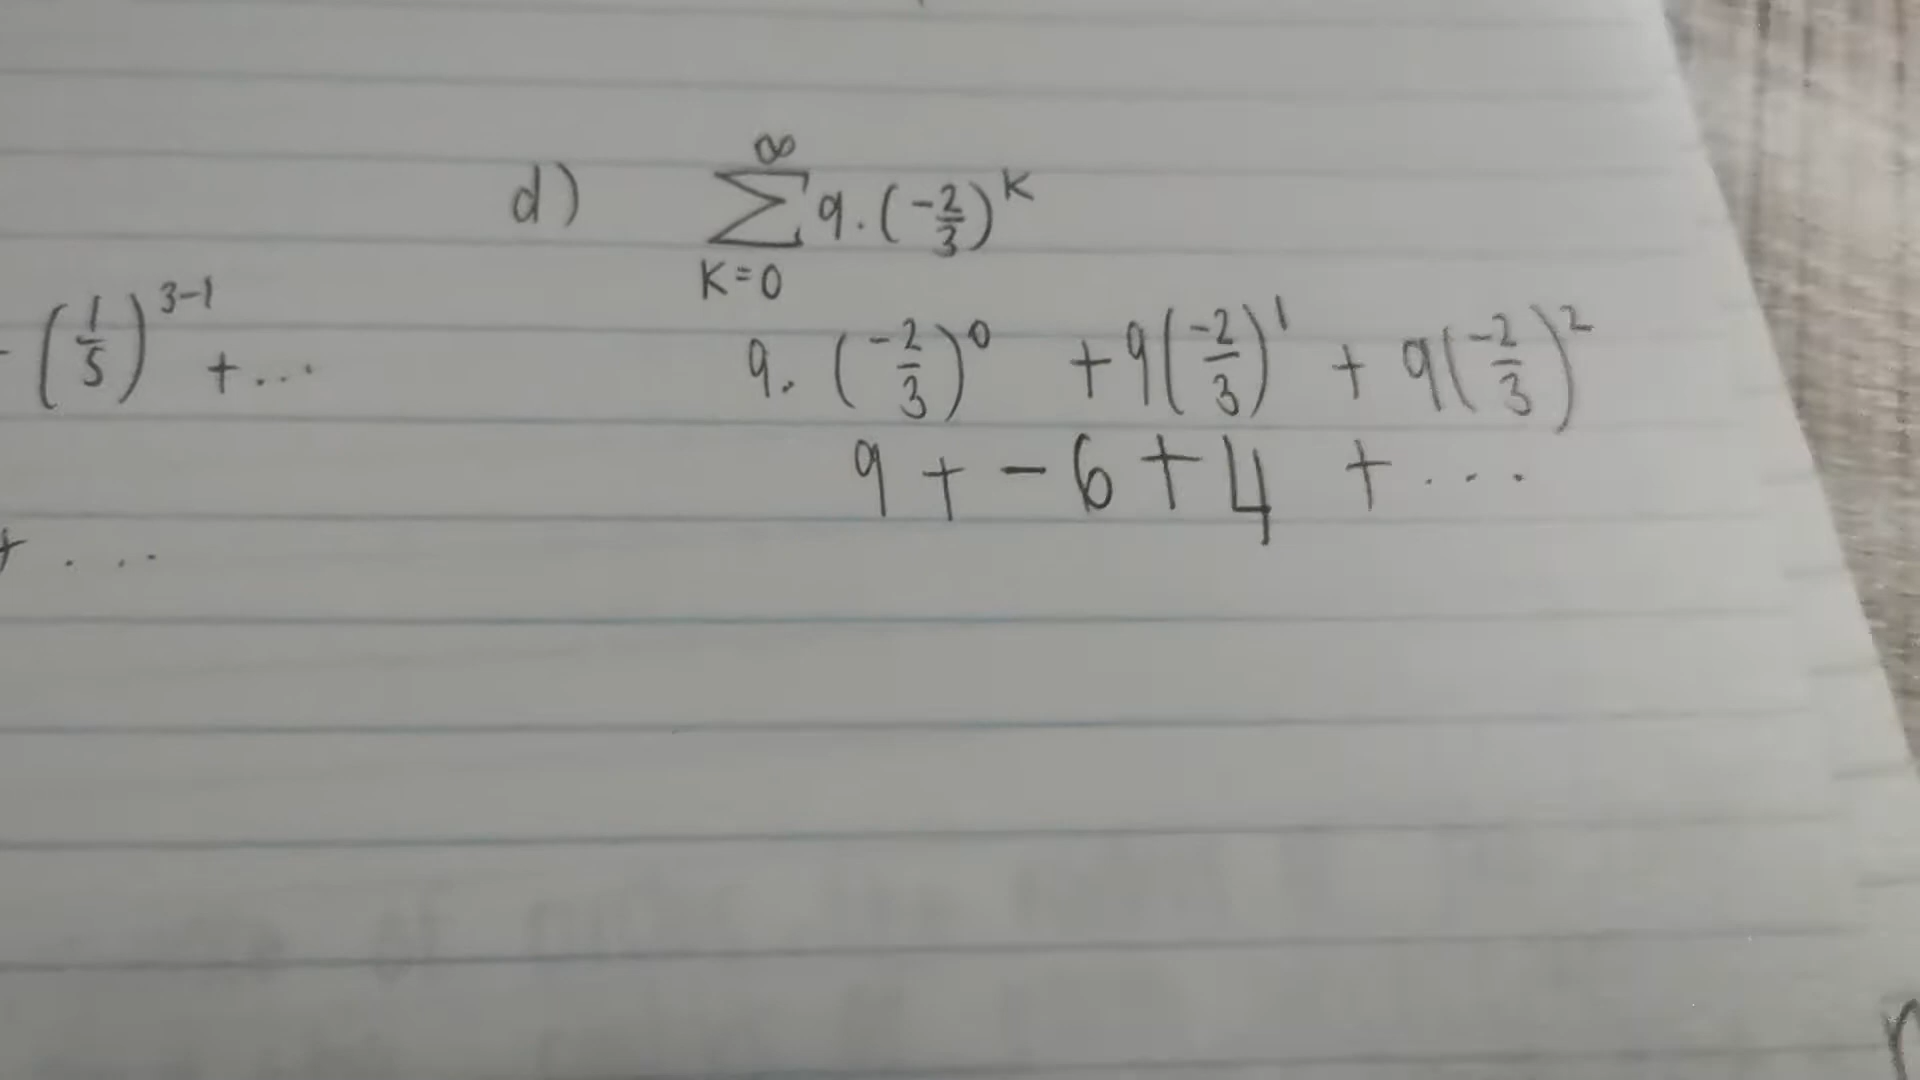 d) ∞
∑ 9·(-2/3)^K
K=0
(1/5)^3-1 + ...
9·(-2/3)^0 + 9(-2/3)^1 + 9(-2/3)^2
9 + -6 + 4 + ...
+ ...